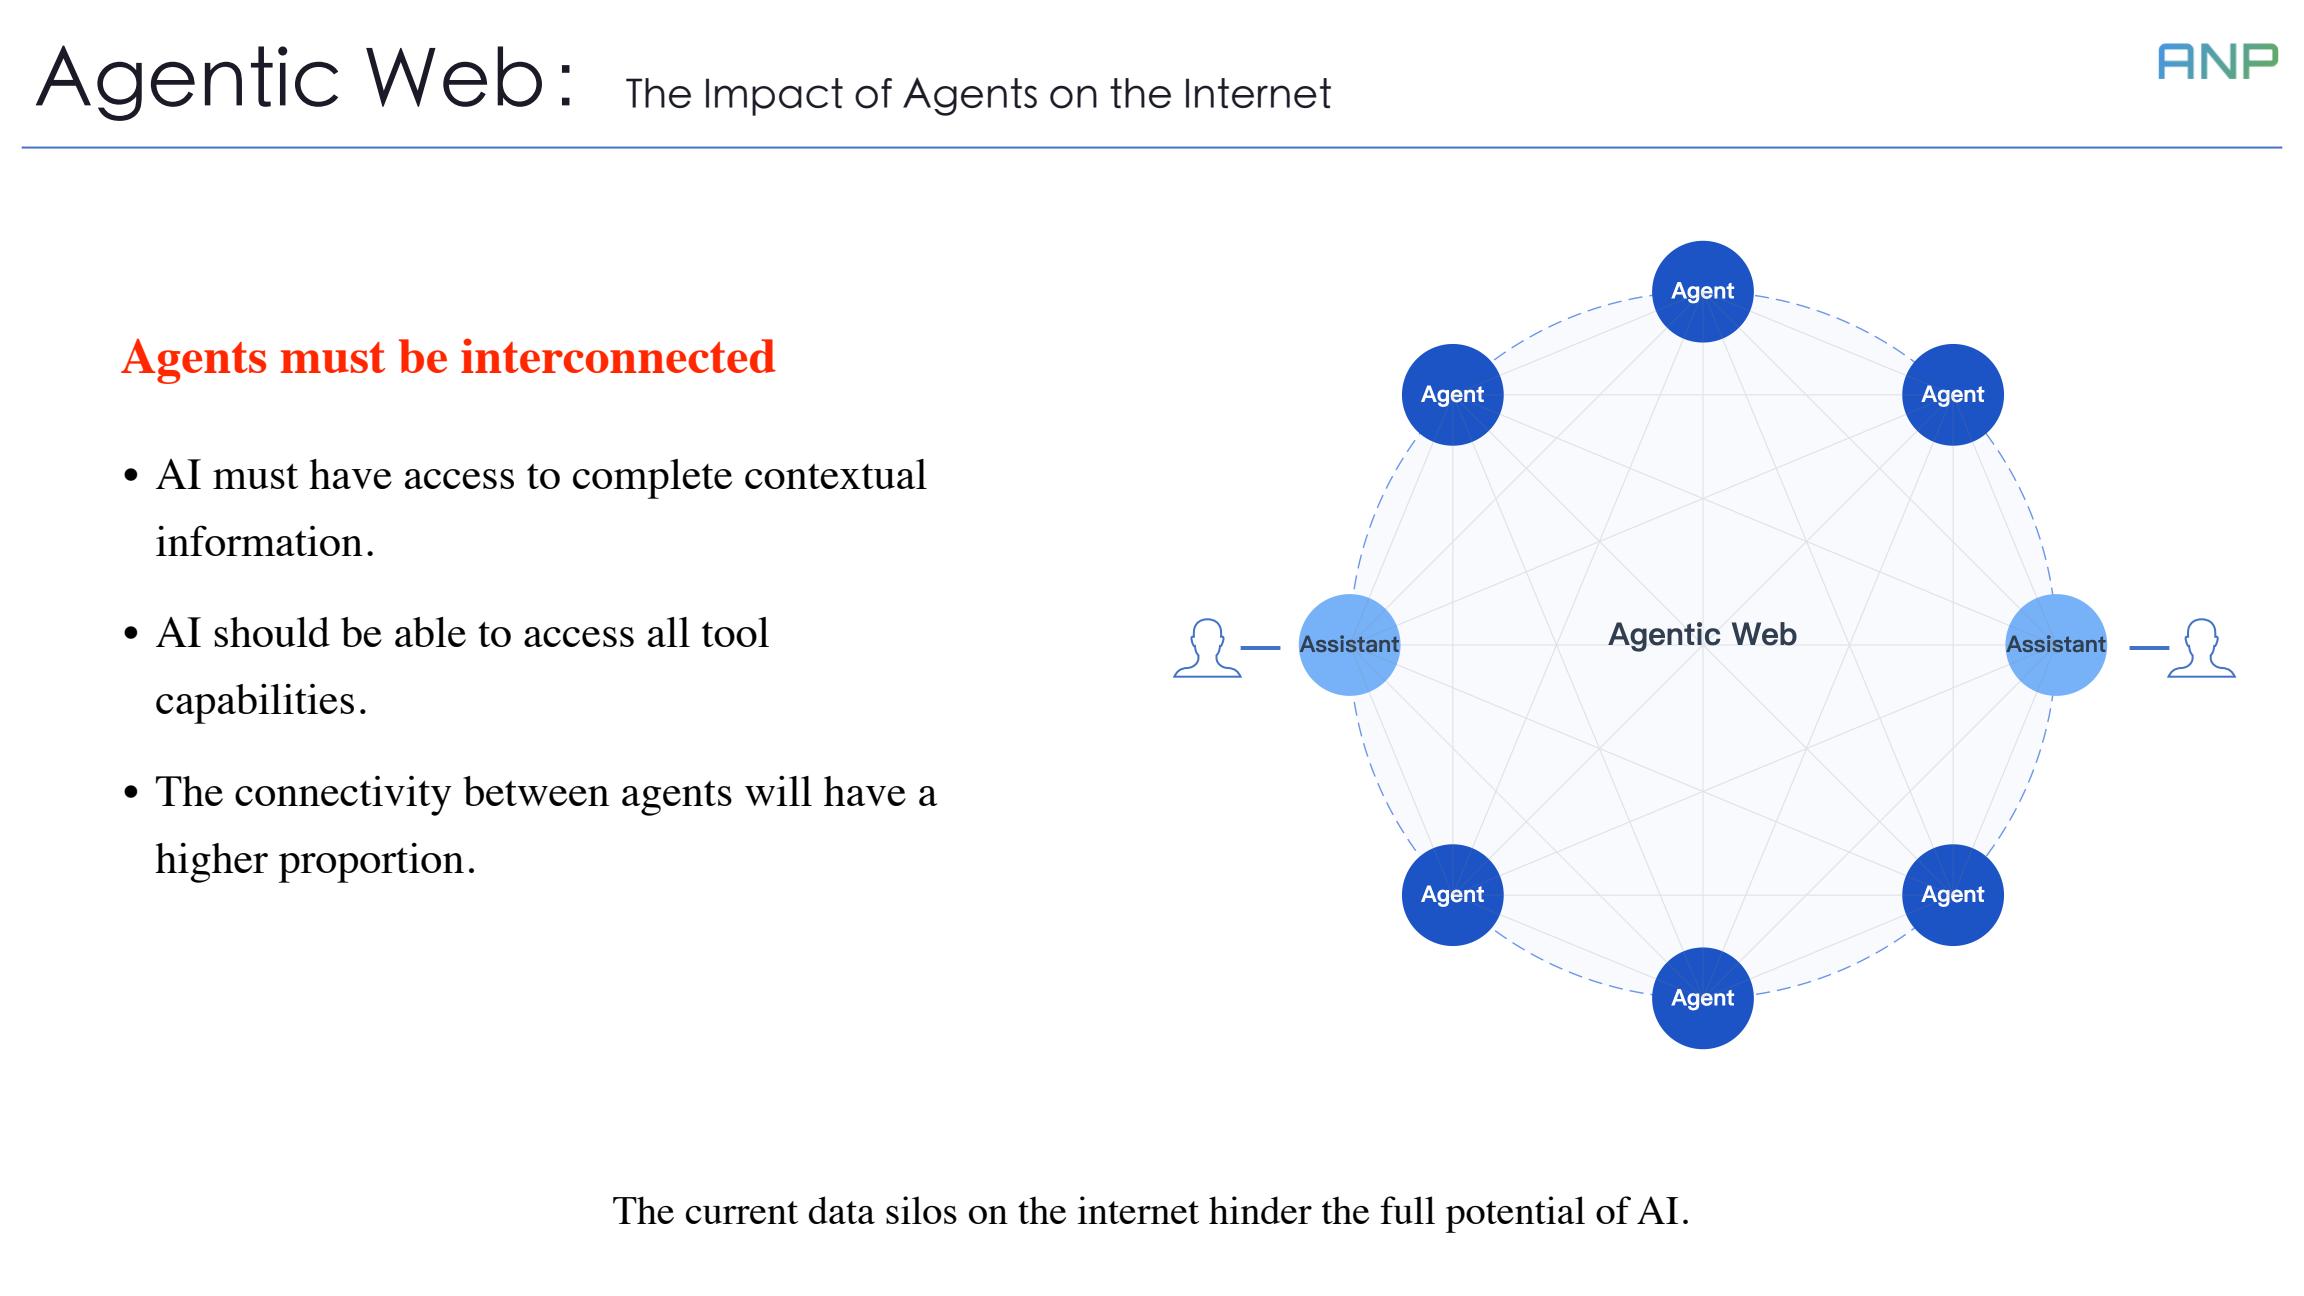 Agentic Web: The Impact of Agents on the Internet
ANP
Agents must be interconnected
• AI must have access to complete contextual
information.
• AI should be able to access all tool
capabilities.
• The connectivity between agents will have a
higher proportion.
Agent
Agent
Agent
Assistant
Agentic Web
Assistant
Agent
Agent
Agent
The current data silos on the internet hinder the full potential of AI.